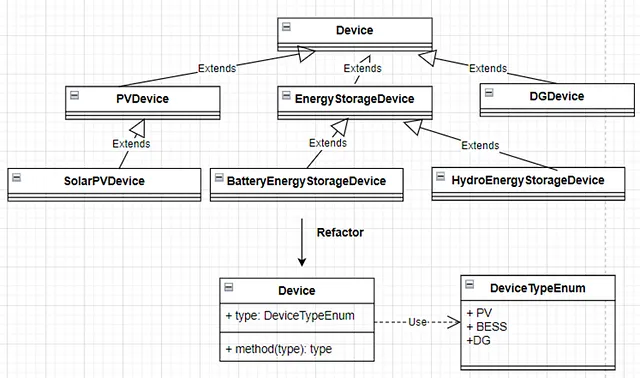 Device
Extends
Extends
Extends
PVDevice
EnergyStorageDevice
DGDevice
Extends
Extends
Extends
SolarPVDevice
BatteryEnergyStorageDevice
HydroEnergyStorageDevice
Refactor
Device
+ type: DeviceTypeEnum
+ method(type): type
Use
DeviceTypeEnum
+ PV
+ BESS
+DG